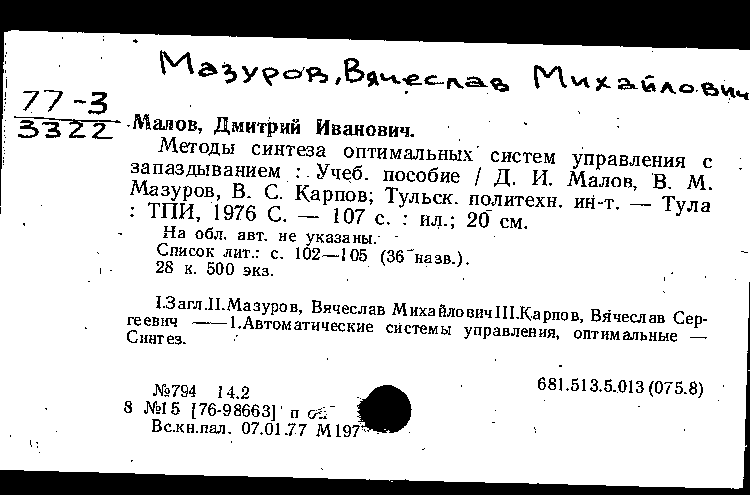 Мазуров, Вячеслав Михайлович
77-3
3322
Малов, Дмитрий Иванович.
Методы синтеза оптимальных систем управления с
запаздыванием : Учеб. пособие / Д. И. Малов, В. М.
Мазуров, В. С. Карпов; Тульск. политехн. ин-т. — Тула
: ТПИ, 1976 С. — 107 с. : ил.; 20 см.
На обл. авт. не указаны.
Список лит.: с. 102—105 (36 назв.).
28 к. 500 экз.
I.Загл.II.Мазуров, Вячеслав МихайловичIII.Карпов, Вячеслав Сер-
геевич ——1.Автоматические системы управления, оптимальные —
Синтез.
681.513.5.013(075.8)
№794 14.2
8 №15 [76-98663] п
Вс.кн.пал. 07.01.77 М197